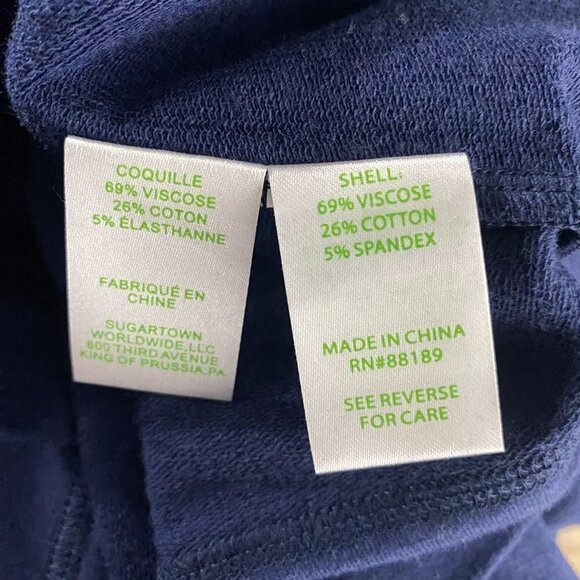 COQUILLE
69% VISCOSE
26% COTON
5% ÉLASTHANNE
FABRIQUÉ EN
CHINE
SUGARTOWN
WORLDWIDE, LLC
800 THIRD AVENUE
KING OF PRUSSIA, PA
SHELL:
69% VISCOSE
26% COTTON
5% SPANDEX
MADE IN CHINA
RN#88189
SEE REVERSE
FOR CARE